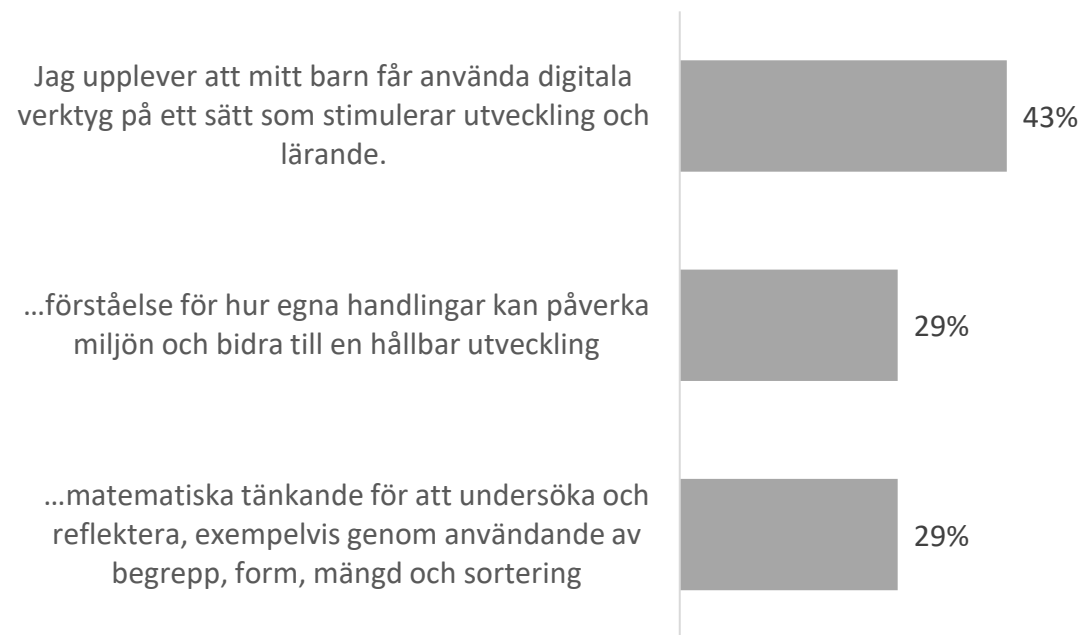 Jag upplever att mitt barn får använda digitala
verktyg på ett sätt som stimulerar utveckling och
lärande.
43%
…förståelse för hur egna handlingar kan påverka
miljön och bidra till en hållbar utveckling
29%
…matematiska tänkande för att undersöka och
reflektera, exempelvis genom användande av
begrepp, form, mängd och sortering
29%